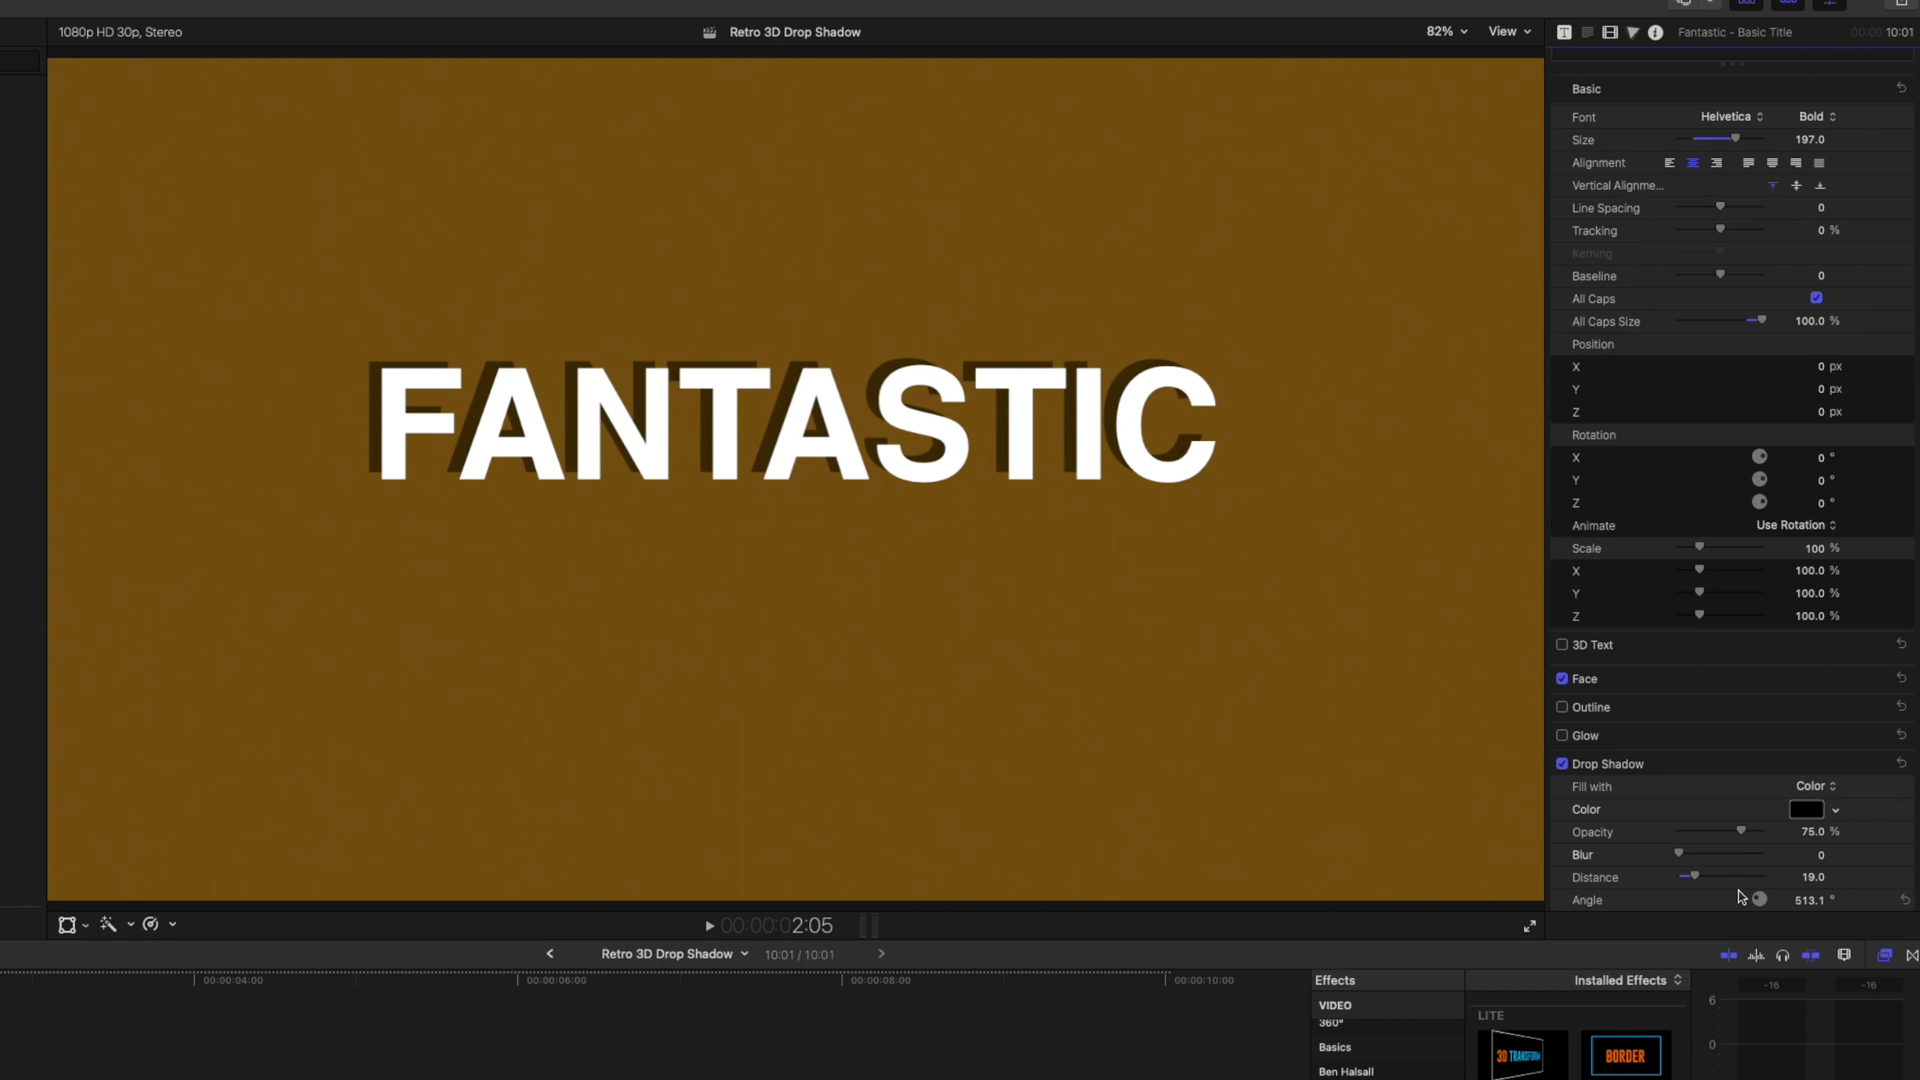 1080p HD 30p, Stereo
Retro 3D Drop Shadow
82%
View
Fantastic - Basic Title
00:00:10:01
Basic
Font
Helvetica
Bold
Size
197.0
Alignment
Vertical Alignme...
Line Spacing
0
Tracking
0 %
Kerning
Baseline
0
All Caps
All Caps Size
100.0 %
Position
X
0 px
Y
0 px
Z
0 px
Rotation
X
0 °
Y
0 °
Z
0 °
Animate
Use Rotation
Scale
100 %
X
100.0 %
Y
100.0 %
Z
100.0 %
3D Text
Face
Outline
Glow
Drop Shadow
Fill with
Color
Color
Opacity
75.0 %
Blur
0
Distance
19.0
Angle
513.1 °
FANTASTIC
00:00:02:05
Retro 3D Drop Shadow
10:01 / 10:01
00:00:04:00
00:00:06:00
00:00:08:00
00:00:10:00
Effects
Installed Effects
VIDEO
360°
Basics
Ben Halsall
LITE
3D TRANSFORM
BORDER
6
0
-16
-16